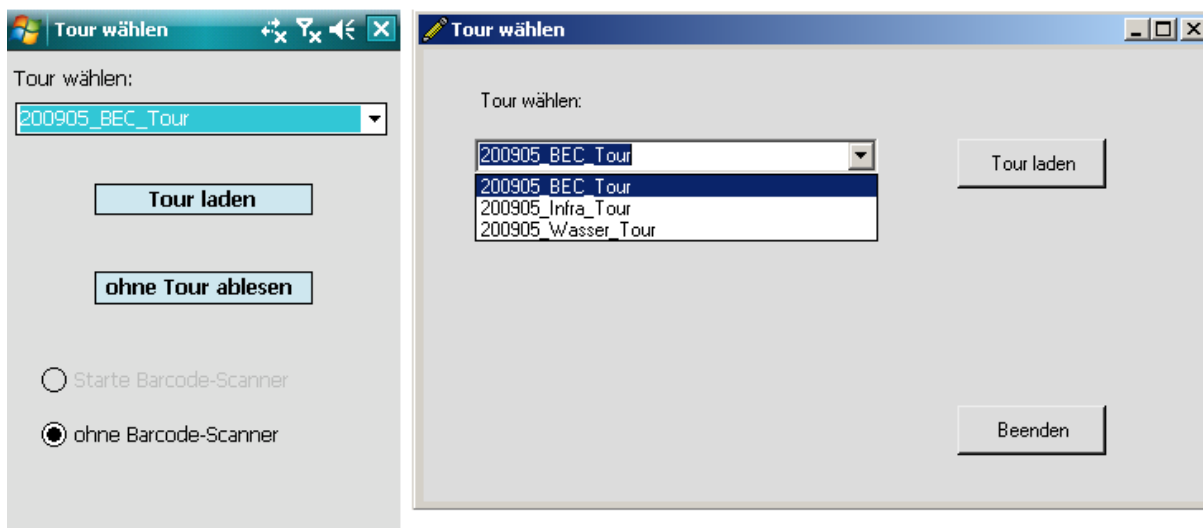 Tour wählen
Tour wählen:
200905_BEC_Tour
Tour laden
ohne Tour ablesen
Starte Barcode-Scanner
ohne Barcode-Scanner
Tour wählen
Tour wählen:
200905_BEC_Tour
200905_BEC_Tour
200905_Infra_Tour
200905_Wasser_Tour
Tour laden
Beenden